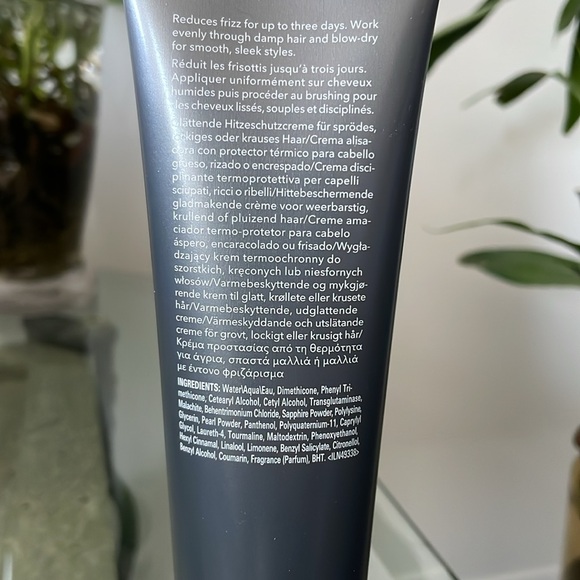 Reduces frizz for up to three days. Work
evenly through damp hair and blow-dry
for smooth, sleek styles.
Réduit les frisottis jusqu'à trois jours.
Appliquer uniformément sur cheveux
humides puis procéder au brushing pour
les cheveux lissés, souples et disciplinés.
Glättende Hitzeschutzcreme für sprödes,
lockiges oder krauses Haar/Crema alisa-
dora con protector térmico para cabello
grueso, rizado o encrespado/Crema disci-
plinante termoprotettiva per capelli
sciupati, ricci o ribelli/Hittebeschermende
gladmakende crème voor weerbarstig,
krullend of pluizend haar/Creme ama-
ciador termo-protetor para cabelo
áspero, encaracolado ou frisado/Wygła-
dzający krem termoochronny do
szorstkich, kręconych lub niesfornych
włosów/Varmebeskyttende og mykgjø-
rende krem til glatt, krøllete eller krusete
hår/Varmebeskyttende, udglattende
creme/Värmeskyddande och utslätande
creme för grovt, lockigt eller krusigt hår/
Κρέμα προστασίας από τη θερμότητα
για άγρια, σπαστά μαλλιά ή μαλλιά
με έντονο φριζάρισμα
INGREDIENTS: Water\Aqua\Eau, Dimethicone, Phenyl Tri-
methicone, Cetearyl Alcohol, Cetyl Alcohol, Transglutaminase,
Malachite, Behentrimonium Chloride, Sapphire Powder, Polylysine,
Glycerin, Pearl Powder, Panthenol, Polyquaternium-11, Caprylyl
Glycol, Laureth-4, Tourmaline, Maltodextrin, Phenoxyethanol,
Hexyl Cinnamal, Linalool, Limonene, Benzyl Salicylate, Citronellol,
Benzyl Alcohol, Coumarin, Fragrance (Parfum), BHT. <ILN49338>